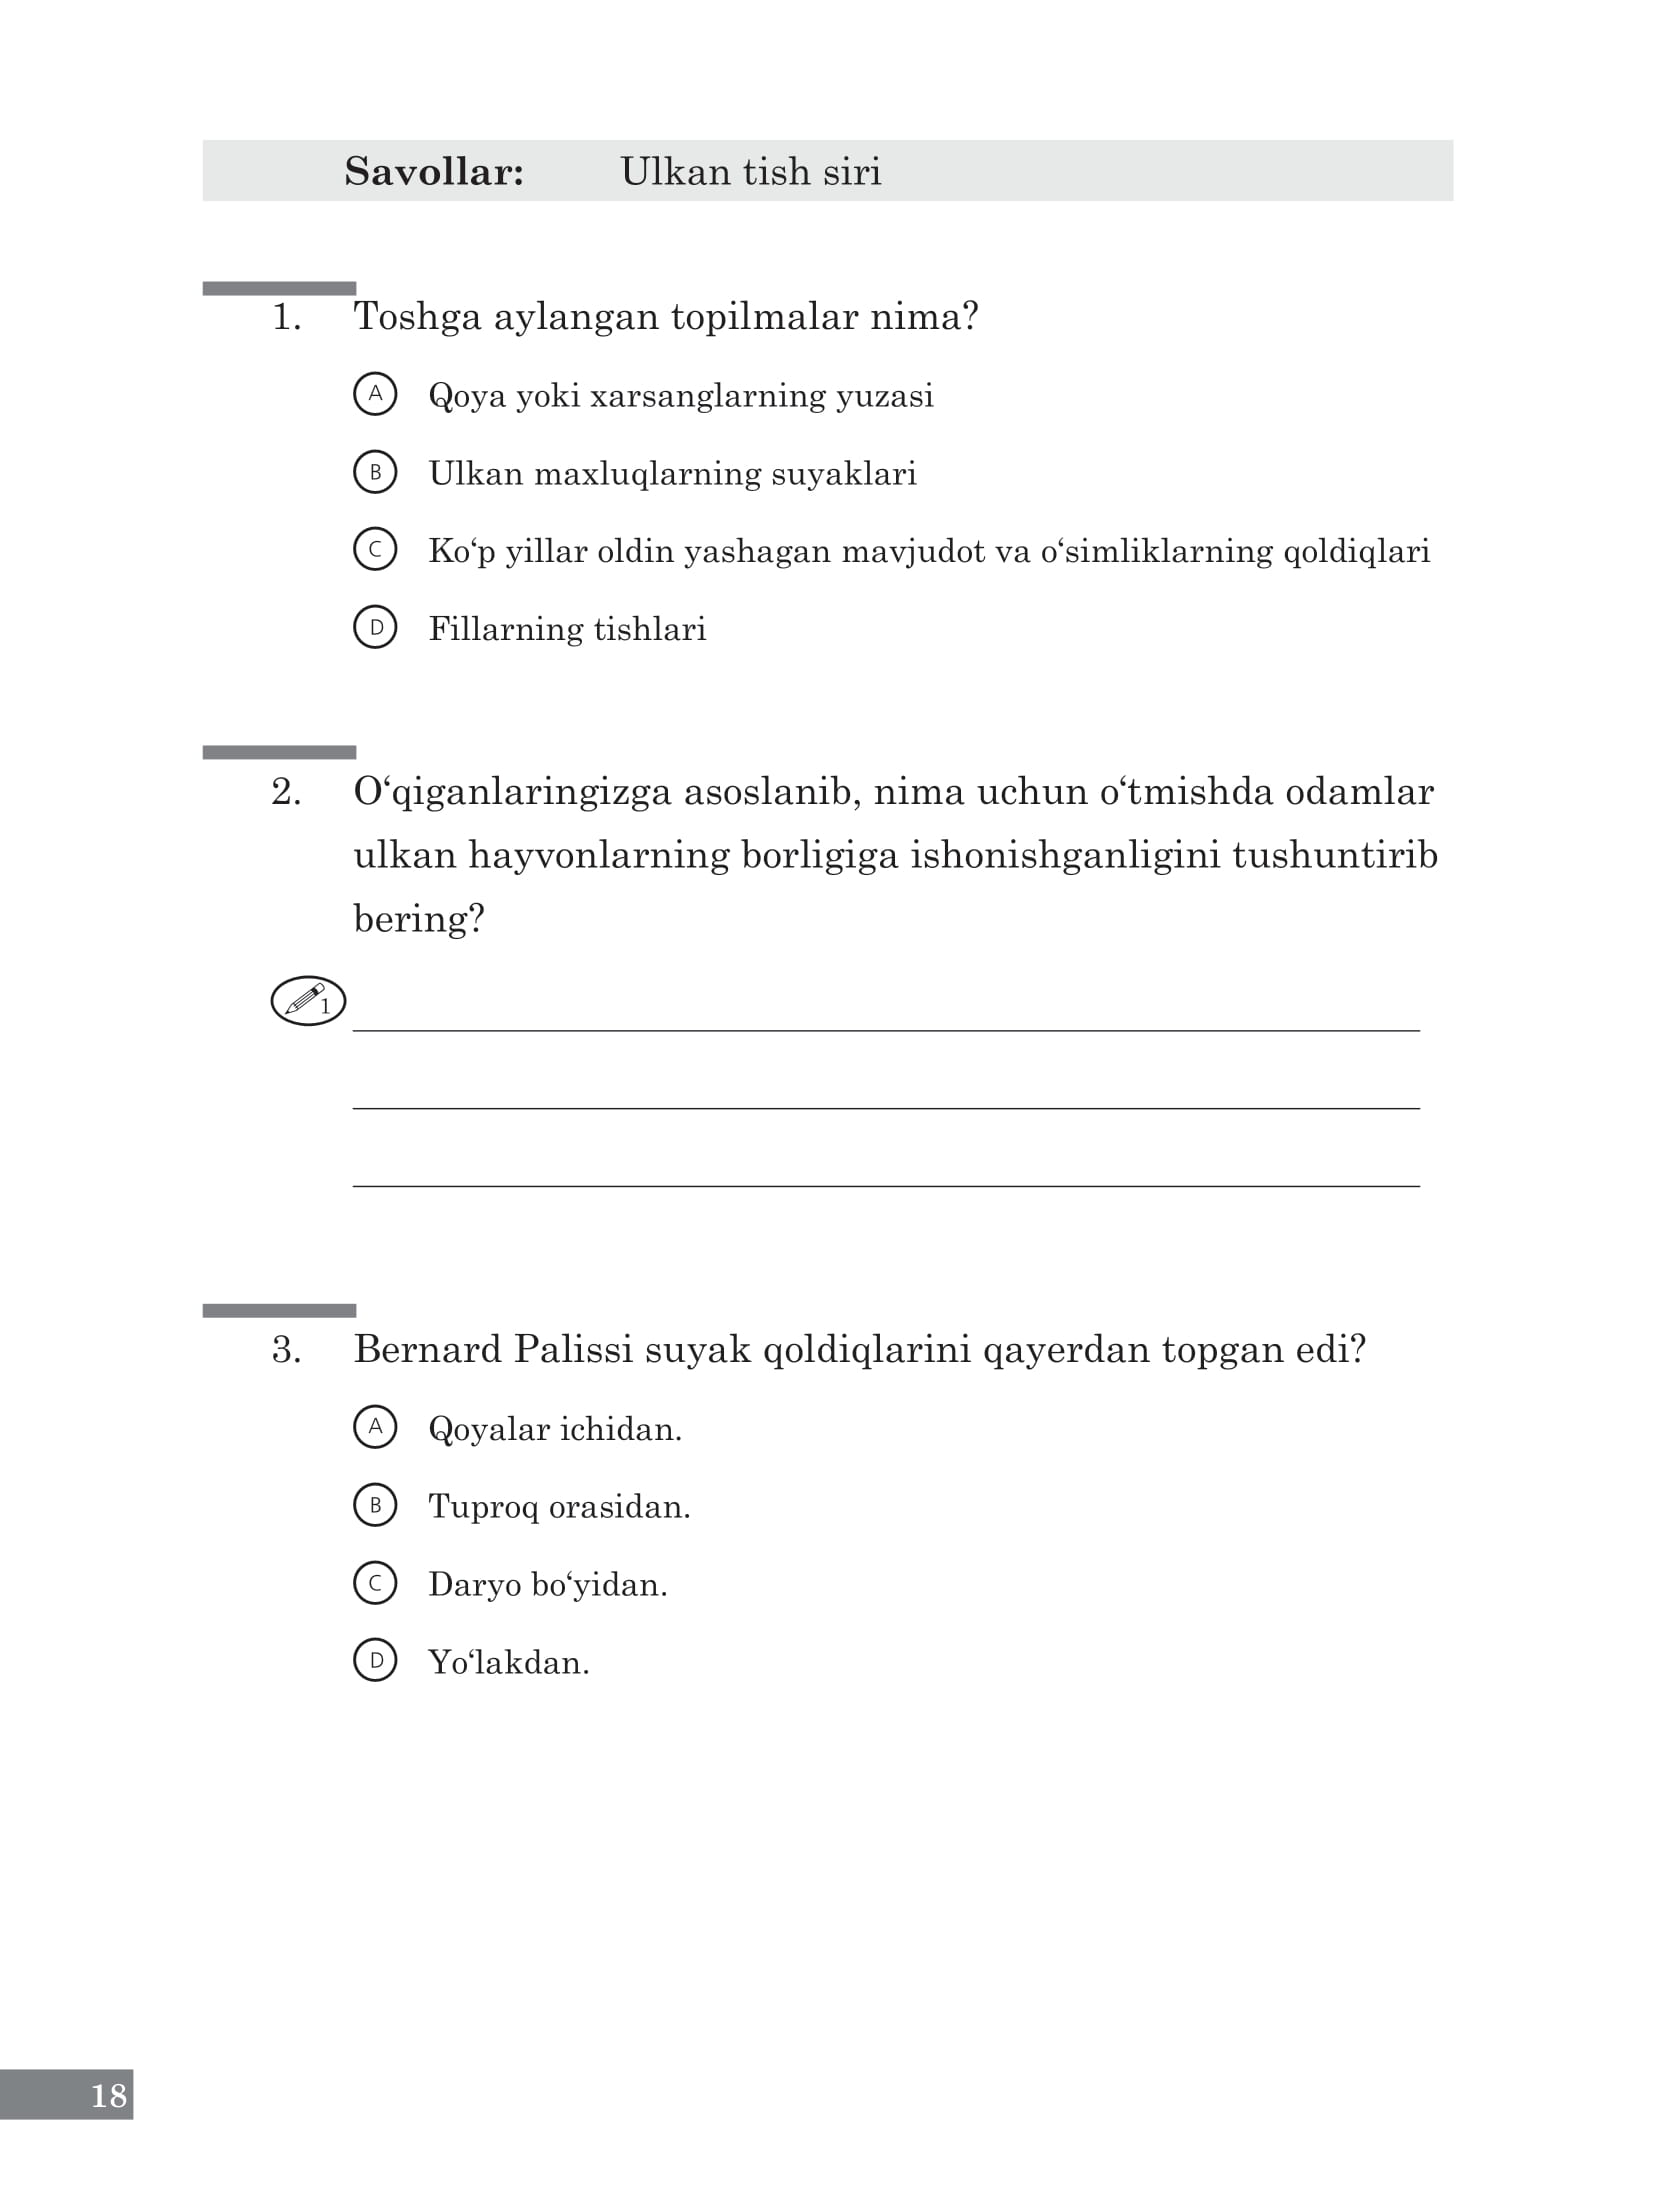 Savollar: Ulkan tish siri
1. Toshga aylangan topilmalar nima?
A Qoya yoki xarsanglarning yuzasi
B Ulkan maxluqlarning suyaklari
C Ko‘p yillar oldin yashagan mavjudot va o‘simliklarning qoldiqlari
D Fillarning tishlari
2. O‘qiganlaringizga asoslanib, nima uchun o‘tmishda odamlar
ulkan hayvonlarning borligiga ishonishganligini tushuntirib
bering?
1
3. Bernard Palissi suyak qoldiqlarini qayerdan topgan edi?
A Qoyalar ichidan.
B Tuproq orasidan.
C Daryo bo‘yidan.
D Yo‘lakdan.
18